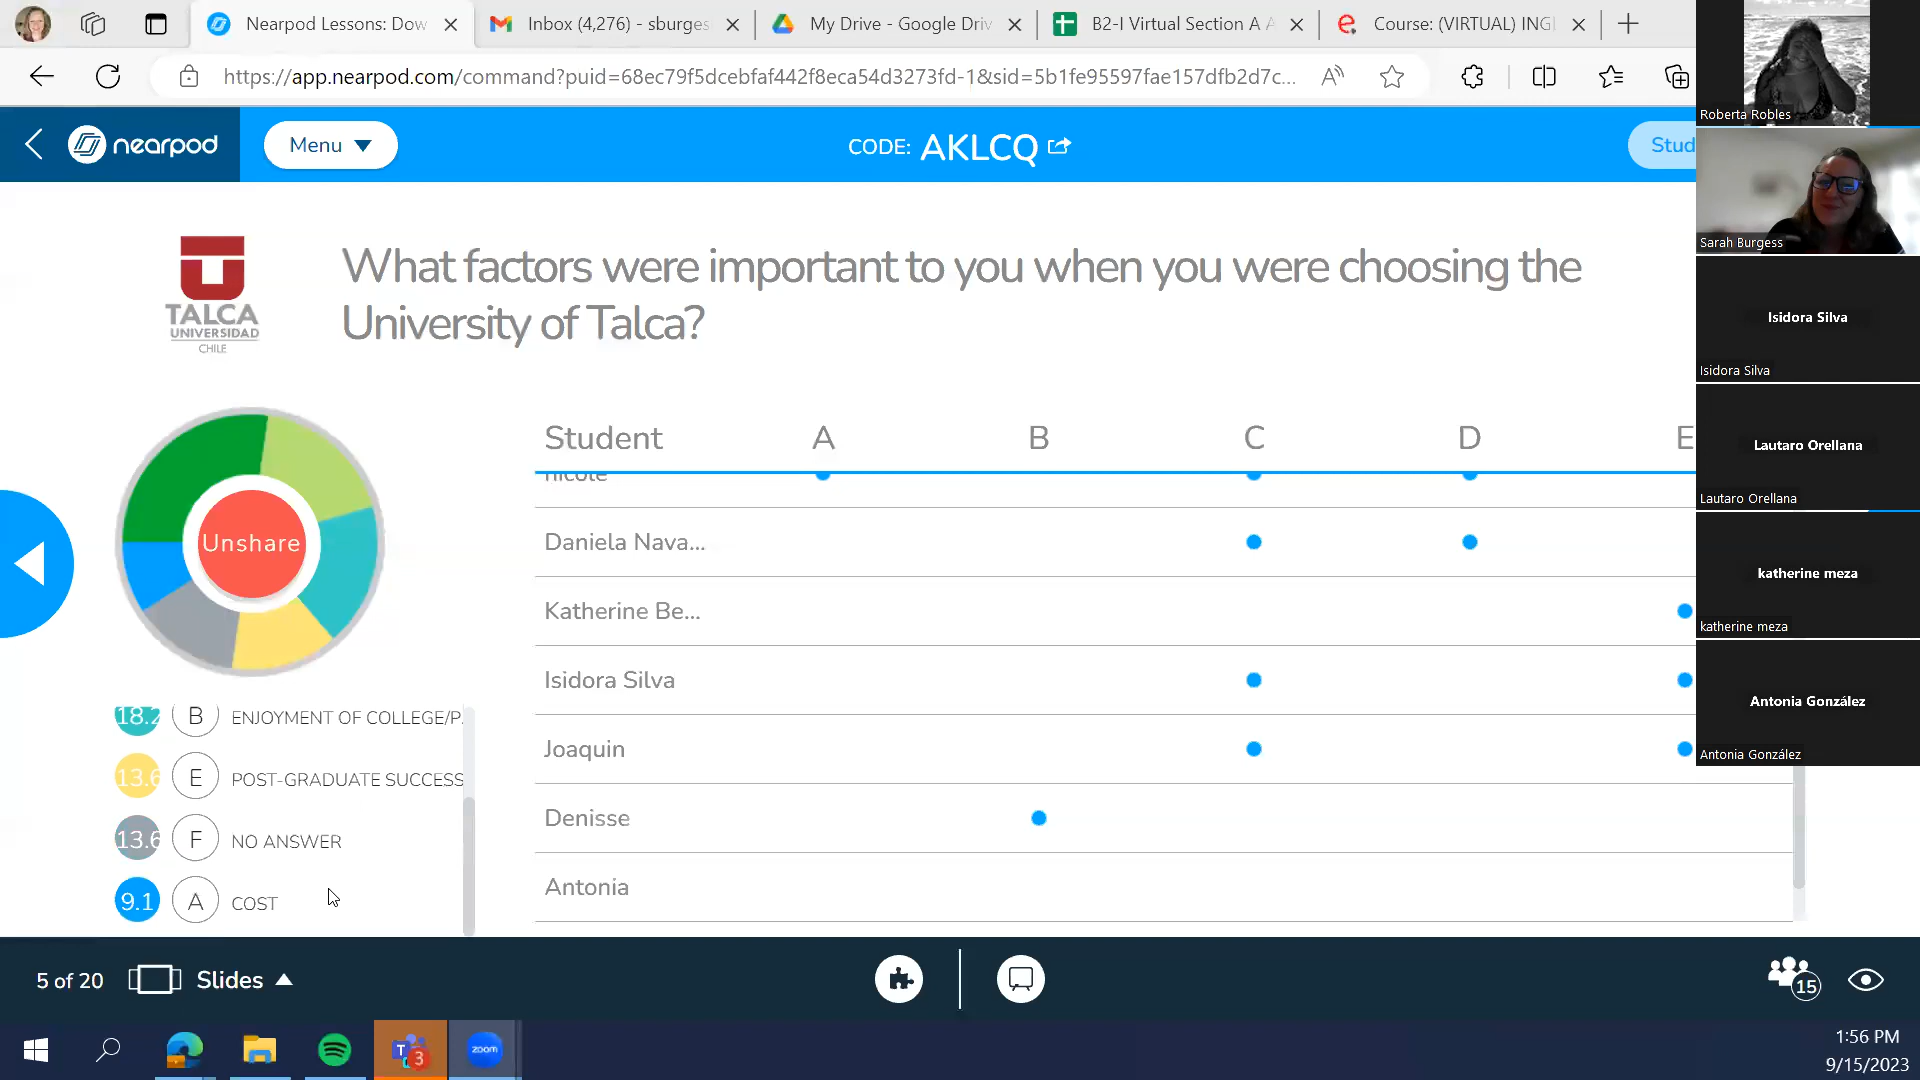 Nearpod Lessons: Dow
Inbox (4,276) - sburges
My Drive - Google Driv
B2-I Virtual Section A A
Course: (VIRTUAL) INGL
https://app.nearpod.com/command?puid=68ec79f5dcebfaf442f8eca54d3273fd-1&sid=5b1fe95597fae157dfb2d7c...
nearpod
Menu
CODE: AKLCQ
Stud
TALCA
UNIVERSIDAD
CHILE
What factors were important to you when you were choosing the
University of Talca?
Unshare
18.2 B ENJOYMENT OF COLLEGE/P
13.6 E POST-GRADUATE SUCCESS
13.6 F NO ANSWER
9.1 A COST
Student A B C D E
nicole
Daniela Nava...
Katherine Be...
Isidora Silva
Joaquin
Denisse
Antonia
Roberta Robles
Sarah Burgess
Isidora Silva
Isidora Silva
Lautaro Orellana
Lautaro Orellana
katherine meza
katherine meza
Antonia González
Antonia González
5 of 20 Slides
15
T
3
zoom
1:56 PM
9/15/2023